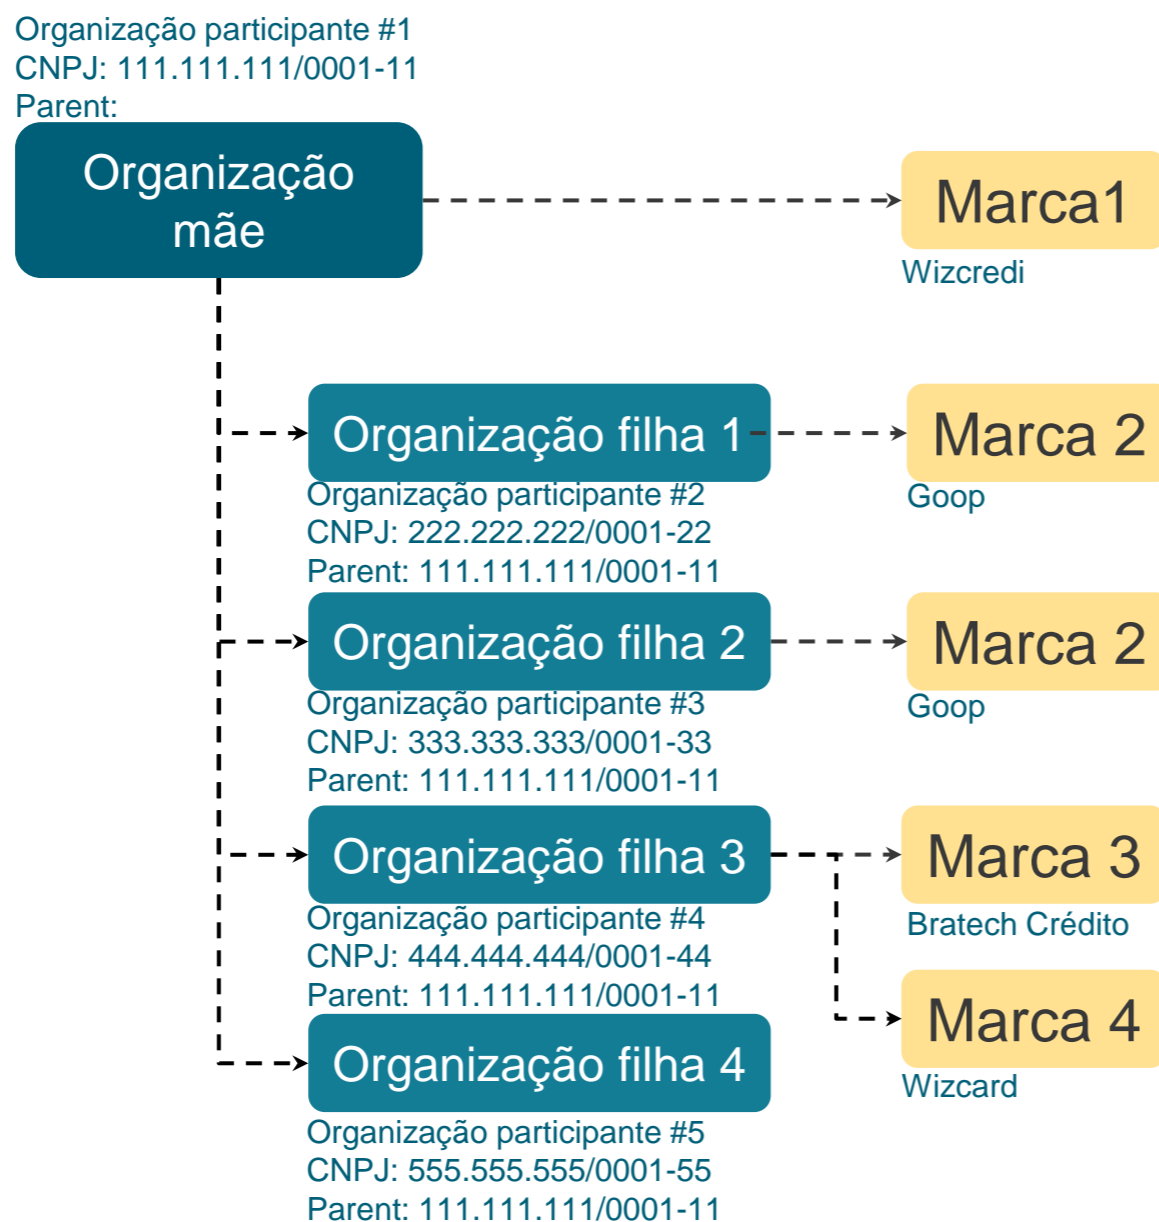 Organização participante #1
CNPJ: 111.111.111/0001-11
Parent:
Organização
mãe
Marca1
Wizcredi
Organização filha 1
Marca 2
Goop
Organização participante #2
CNPJ: 222.222.222/0001-22
Parent: 111.111.111/0001-11
Organização filha 2
Marca 2
Goop
Organização participante #3
CNPJ: 333.333.333/0001-33
Parent: 111.111.111/0001-11
Organização filha 3
Marca 3
Bratech Crédito
Organização participante #4
CNPJ: 444.444.444/0001-44
Parent: 111.111.111/0001-11
Marca 4
Wizcard
Organização filha 4
Organização participante #5
CNPJ: 555.555.555/0001-55
Parent: 111.111.111/0001-11